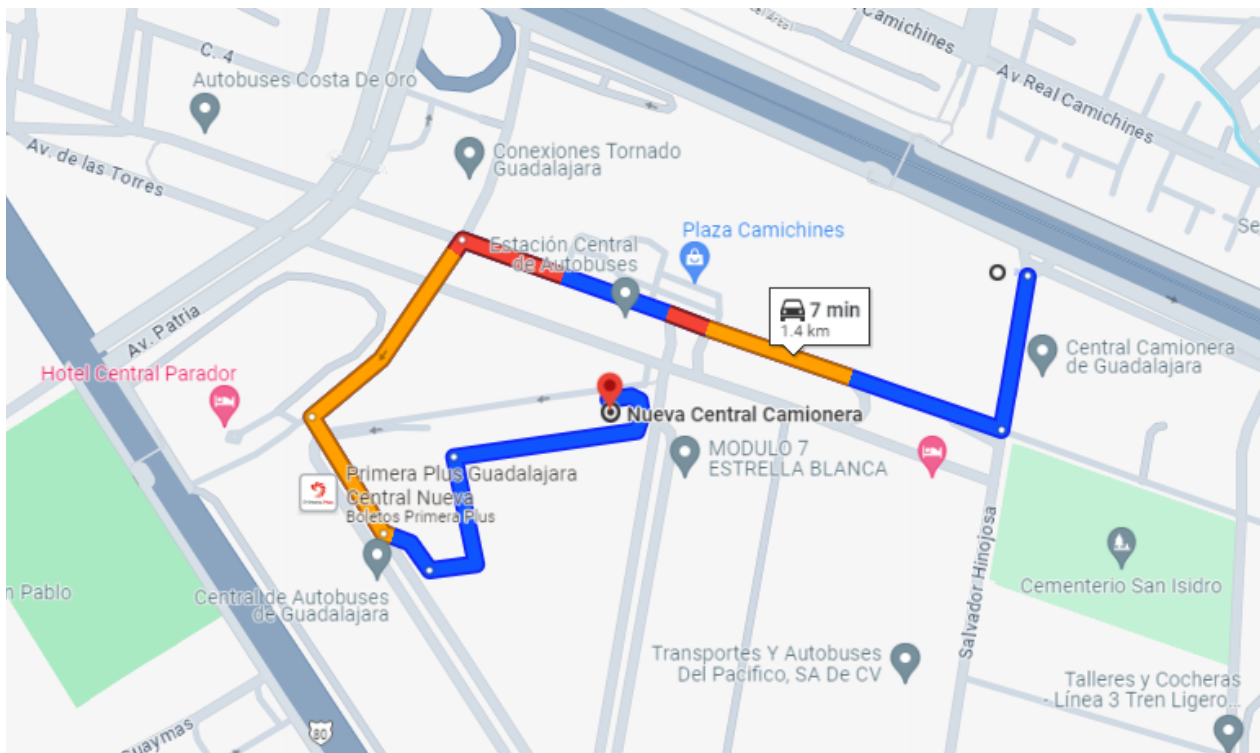 C. 4
Autobuses Costa De Oro
Camichines
Av Real Camichines
Av. de las Torres
Conexiones Tornado
Guadalajara
Plaza Camichines
Estación Central
de Autobuses
7 min
1.4 km
Av. Patria
Central Camionera
de Guadalajara
Hotel Central Parador
Nueva Central Camionera
MODULO 7
ESTRELLA BLANCA
Primera Plus Guadalajara
Central Nueva
Boletos Primera Plus
Salvador Hinojosa
Cementerio San Isidro
n Pablo
Central de Autobuses
de Guadalajara
Transportes Y Autobuses
Del Pacifico, SA De CV
Talleres y Cocheras
- Línea 3 Tren Ligero...
80
Guaymas
Se